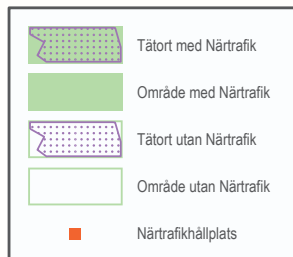 Tätort med Närtrafik
Område med Närtrafik
Tätort utan Närtrafik
Område utan Närtrafik
Närtrafikhållplats